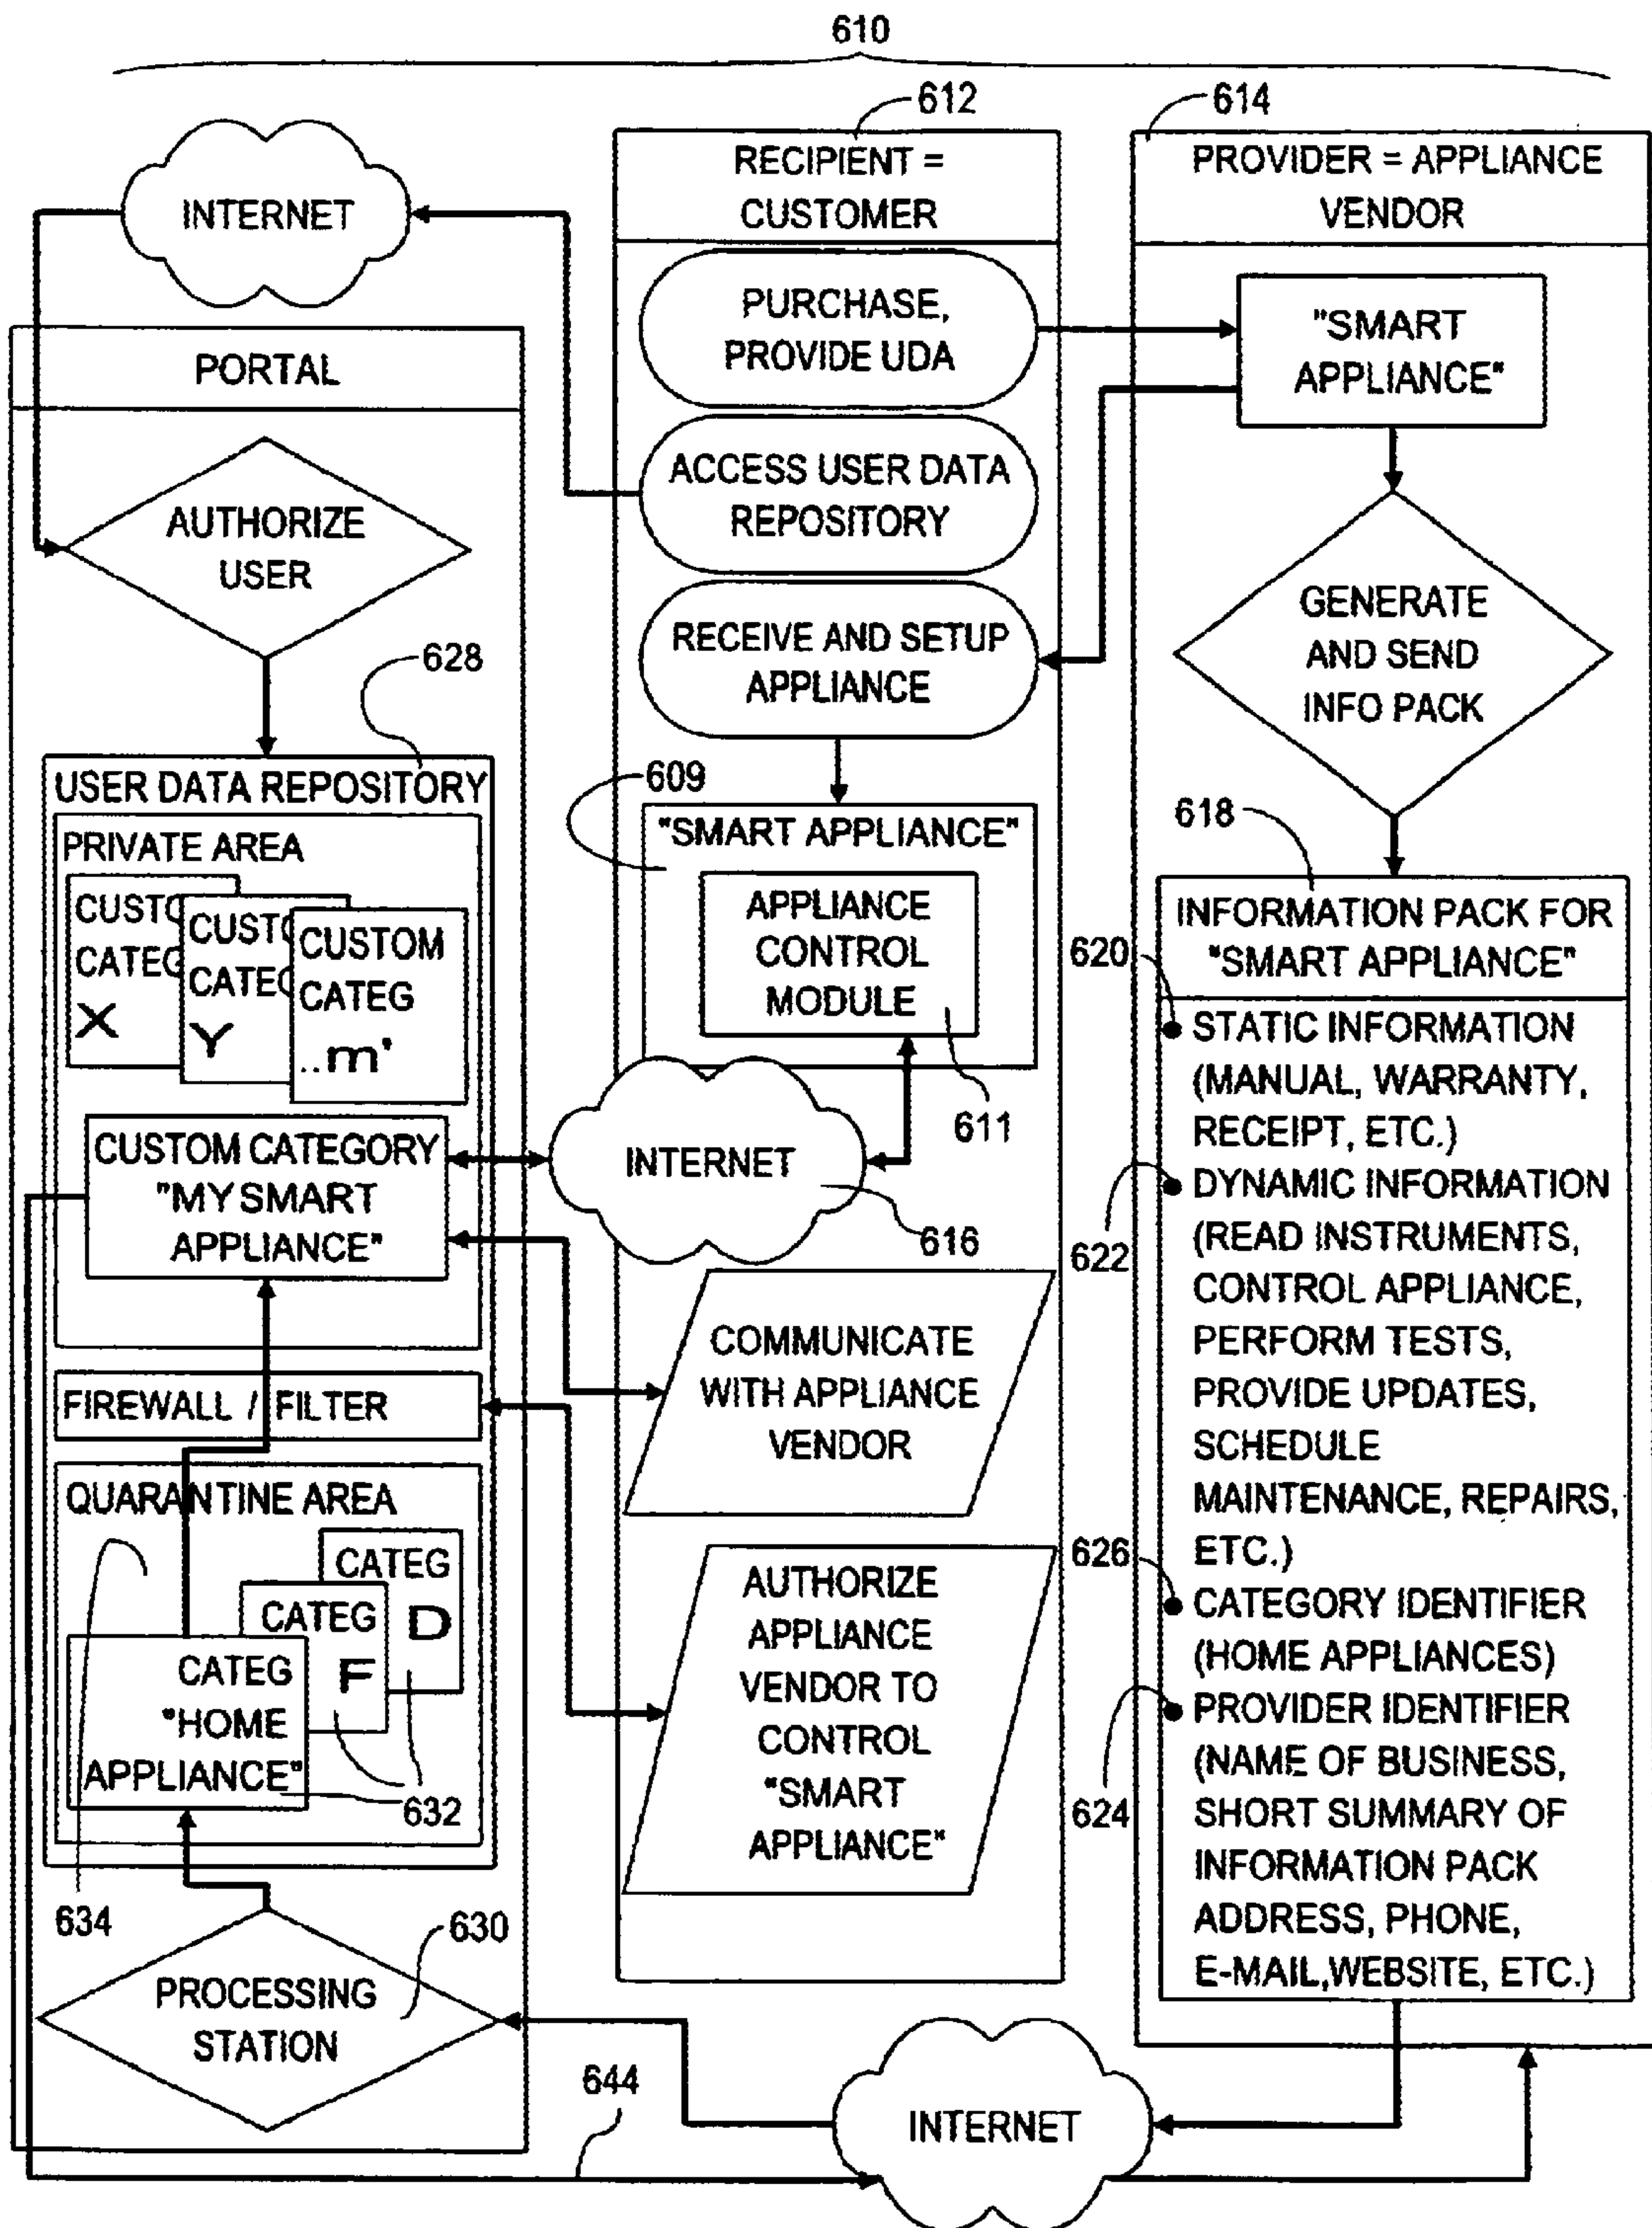 610
612
614
RECIPIENT =
CUSTOMER
PROVIDER = APPLIANCE
VENDOR
INTERNET
PURCHASE,
PROVIDE UDA
"SMART
APPLIANCE"
PORTAL
ACCESS USER DATA
REPOSITORY
AUTHORIZE
USER
RECEIVE AND SETUP
APPLIANCE
GENERATE
AND SEND
INFO PACK
628
USER DATA REPOSITORY
PRIVATE AREA
CUSTO
CATEG
X
CUSTO
CATEG
Y
CUSTOM
CATEG
..m'
609
"SMART APPLIANCE"
APPLIANCE
CONTROL
MODULE
611
618
INFORMATION PACK FOR
"SMART APPLIANCE"
620
● STATIC INFORMATION
(MANUAL, WARRANTY,
RECEIPT, ETC.)
622
● DYNAMIC INFORMATION
(READ INSTRUMENTS,
CONTROL APPLIANCE,
PERFORM TESTS,
PROVIDE UPDATES,
SCHEDULE
MAINTENANCE, REPAIRS,
ETC.)
626
● CATEGORY IDENTIFIER
(HOME APPLIANCES)
624
● PROVIDER IDENTIFIER
(NAME OF BUSINESS,
SHORT SUMMARY OF
INFORMATION PACK
ADDRESS, PHONE,
E-MAIL,WEBSITE, ETC.)
CUSTOM CATEGORY
"MY SMART
APPLIANCE"
INTERNET
616
COMMUNICATE
WITH APPLIANCE
VENDOR
FIREWALL / FILTER
QUARANTINE AREA
CATEG
D
CATEG
F
CATEG
"HOME
APPLIANCE"
632
634
AUTHORIZE
APPLIANCE
VENDOR TO
CONTROL
"SMART
APPLIANCE"
630
PROCESSING
STATION
644
INTERNET